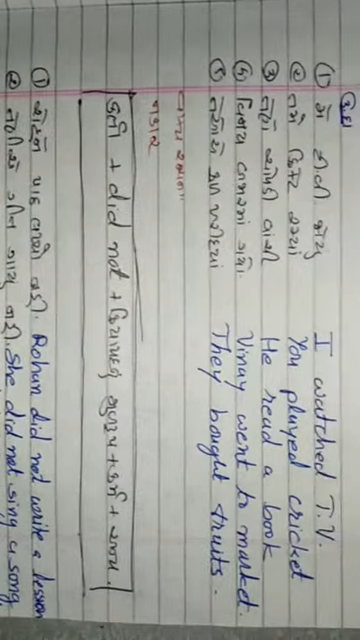 ① મેં ટીવી જોયું I watched T.V.
② તમે ક્રિકેટ રમ્યા You played cricket
③ તેણે ચોપડી વાંચી He read a book
④ વિનય બજારમાં ગયો. Vinay went to market.
⑤ તેઓએ ફળ ખરીદ્યા They bought fruits.
નકાર
કર્તા + did not + ક્રિયાપદનું મૂળરૂપ + કર્મ + અન્ય.
① રોહને પાઠ લખ્યો નહીં. Rohan did not write a lesson
② તેણીએ ગીત ગાયું નહીં. She did not sing a song.